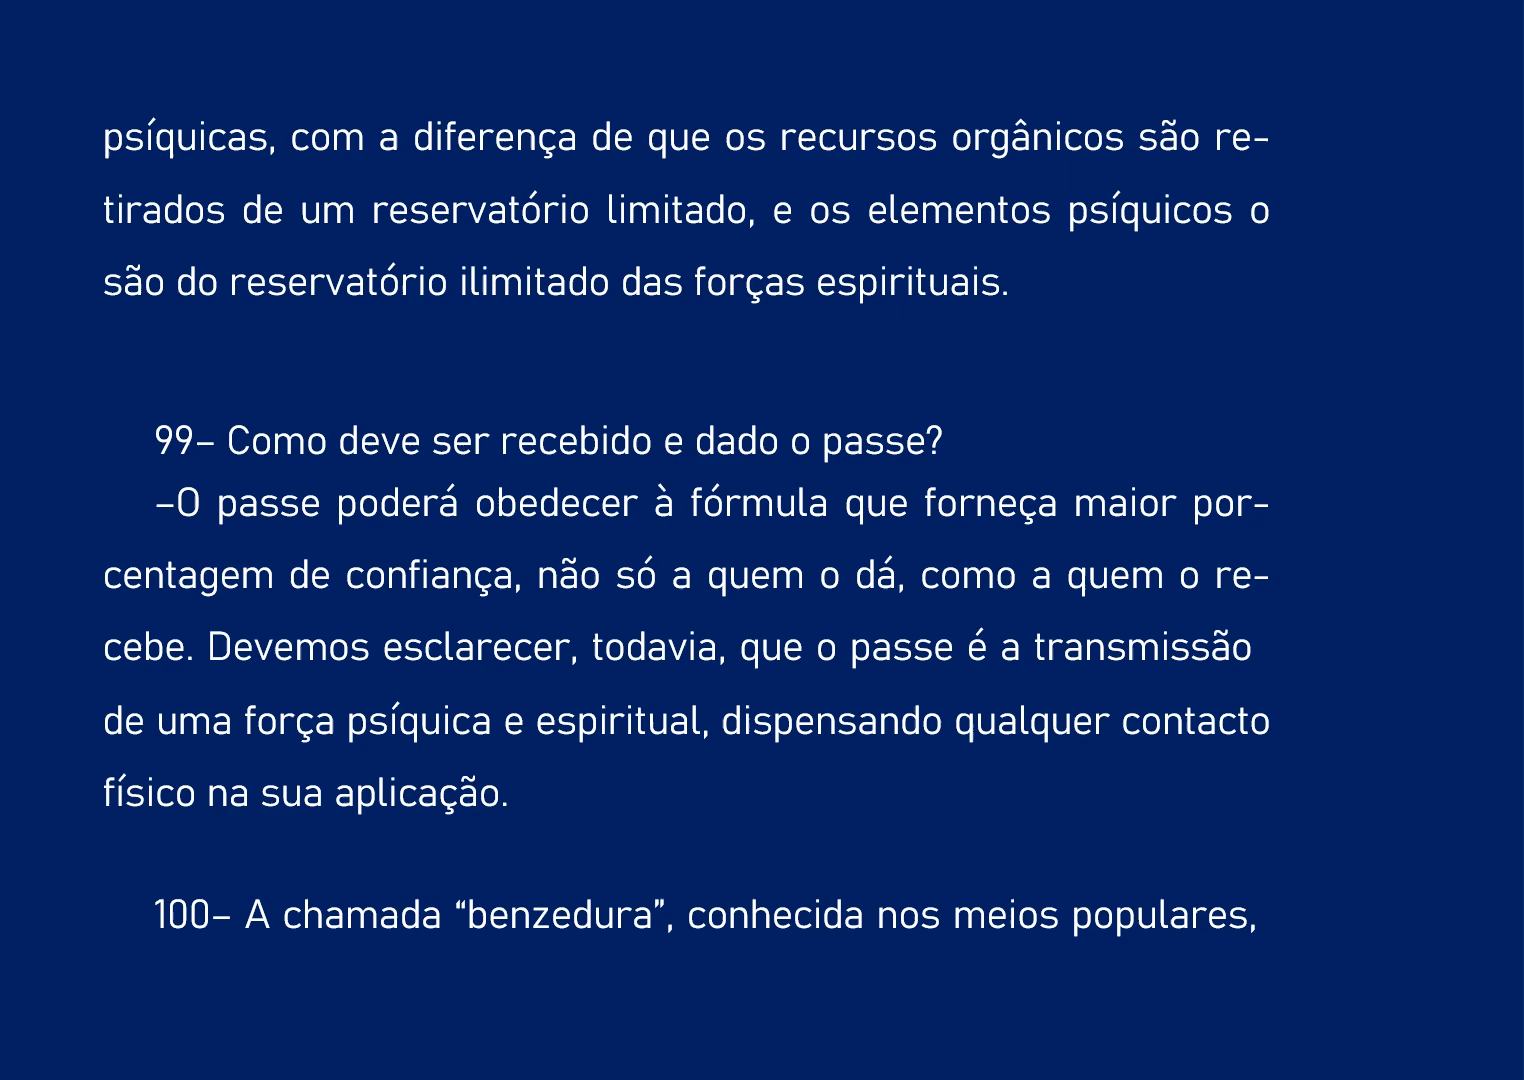 psíquicas, com a diferença de que os recursos orgânicos são re-
tirados de um reservatório limitado, e os elementos psíquicos o
são do reservatório ilimitado das forças espirituais.
99– Como deve ser recebido e dado o passe?
–O passe poderá obedecer à fórmula que forneça maior por-
centagem de confiança, não só a quem o dá, como a quem o re-
cebe. Devemos esclarecer, todavia, que o passe é a transmissão
de uma força psíquica e espiritual, dispensando qualquer contacto
físico na sua aplicação.
100– A chamada “benzedura”, conhecida nos meios populares,